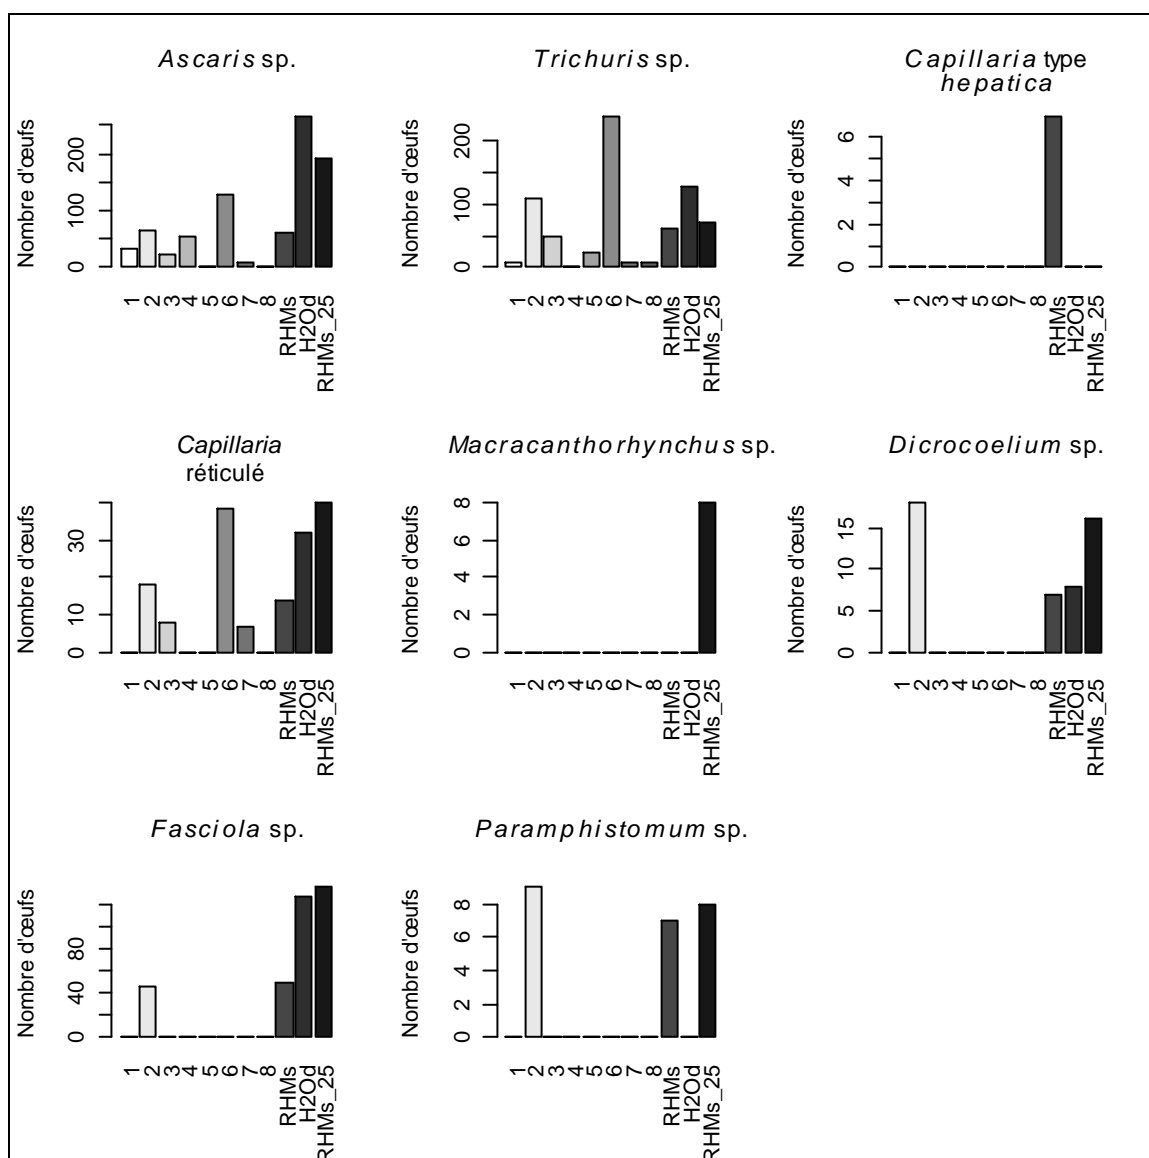 Ascaris sp.
Nombre d'œufs
0
100
200
1
2
3
4
5
6
7
8
RHMs
H2Od
RHMs_25
Trichuris sp.
Nombre d'œufs
0
100
200
1
2
3
4
5
6
7
8
RHMs
H2Od
RHMs_25
Capillaria type
hepatica
Nombre d'œufs
0
2
4
6
1
2
3
4
5
6
7
8
RHMs
H2Od
RHMs_25
Capillaria
réticulé
Nombre d'œufs
0
10
30
1
2
3
4
5
6
7
8
RHMs
H2Od
RHMs_25
Macracanthorhynchus sp.
Nombre d'œufs
0
2
4
6
8
1
2
3
4
5
6
7
8
RHMs
H2Od
RHMs_25
Dicrocoelium sp.
Nombre d'œufs
0
5
10
15
1
2
3
4
5
6
7
8
RHMs
H2Od
RHMs_25
Fasciola sp.
Nombre d'œufs
0
40
80
1
2
3
4
5
6
7
8
RHMs
H2Od
RHMs_25
Paramphistomum sp.
Nombre d'œufs
0
2
4
6
8
1
2
3
4
5
6
7
8
RHMs
H2Od
RHMs_25